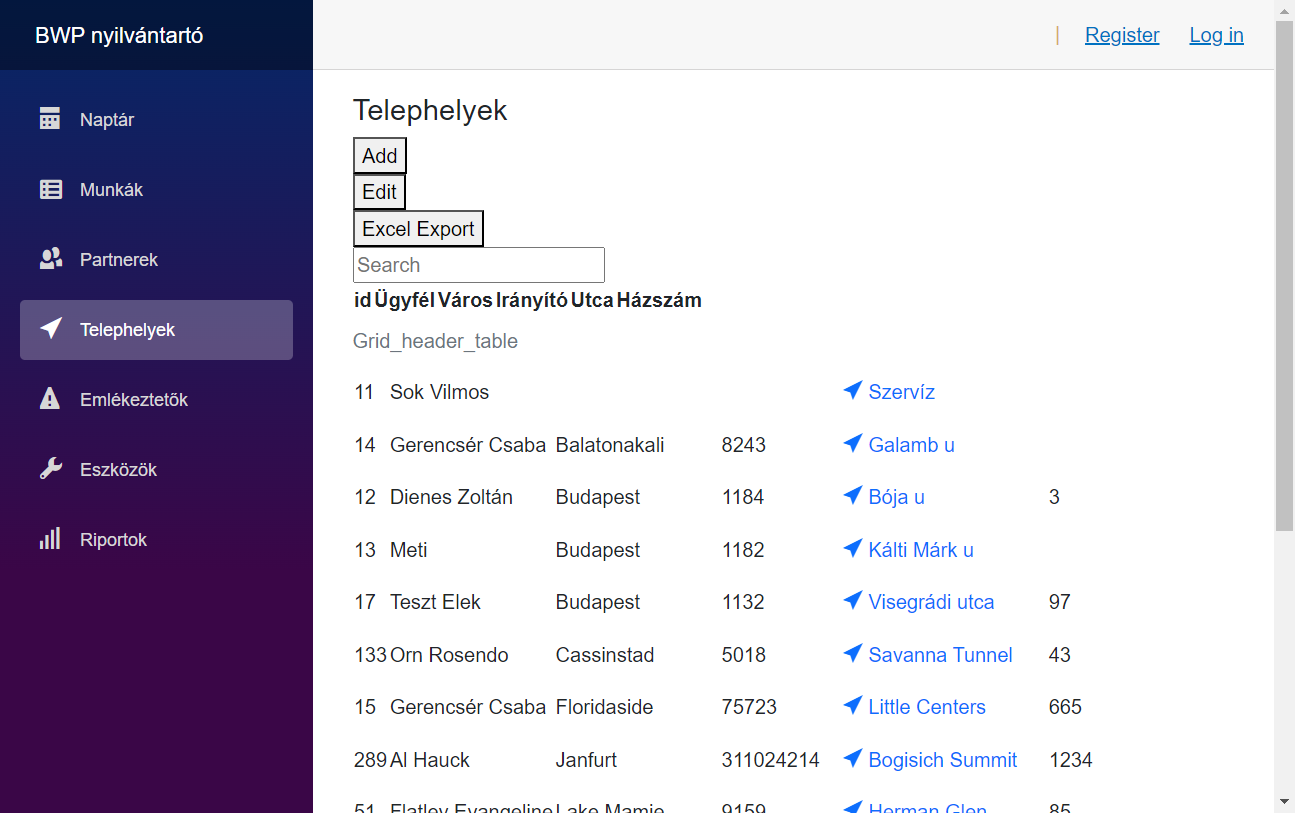 BWP nyilvántartó
| Register Log in
Naptár
Munkák
Partnerek
Telephelyek
Emlékeztetők
Eszközök
Riportok
Telephelyek
Add
Edit
Excel Export
Search
id Ügyfél Város Irányító Utca Házszám
Grid_header_table
11 Sok Vilmos Szervíz
14 Gerencsér Csaba Balatonakali 8243 Galamb u
12 Dienes Zoltán Budapest 1184 Bója u 3
13 Meti Budapest 1182 Kálti Márk u
17 Teszt Elek Budapest 1132 Visegrádi utca 97
133 Orn Rosendo Cassinstad 5018 Savanna Tunnel 43
15 Gerencsér Csaba Floridaside 75723 Little Centers 665
289 Al Hauck Janfurt 311024214 Bogisich Summit 1234
51 Flatley Evangeline Lake Mamie 9159 Herman Glen 85